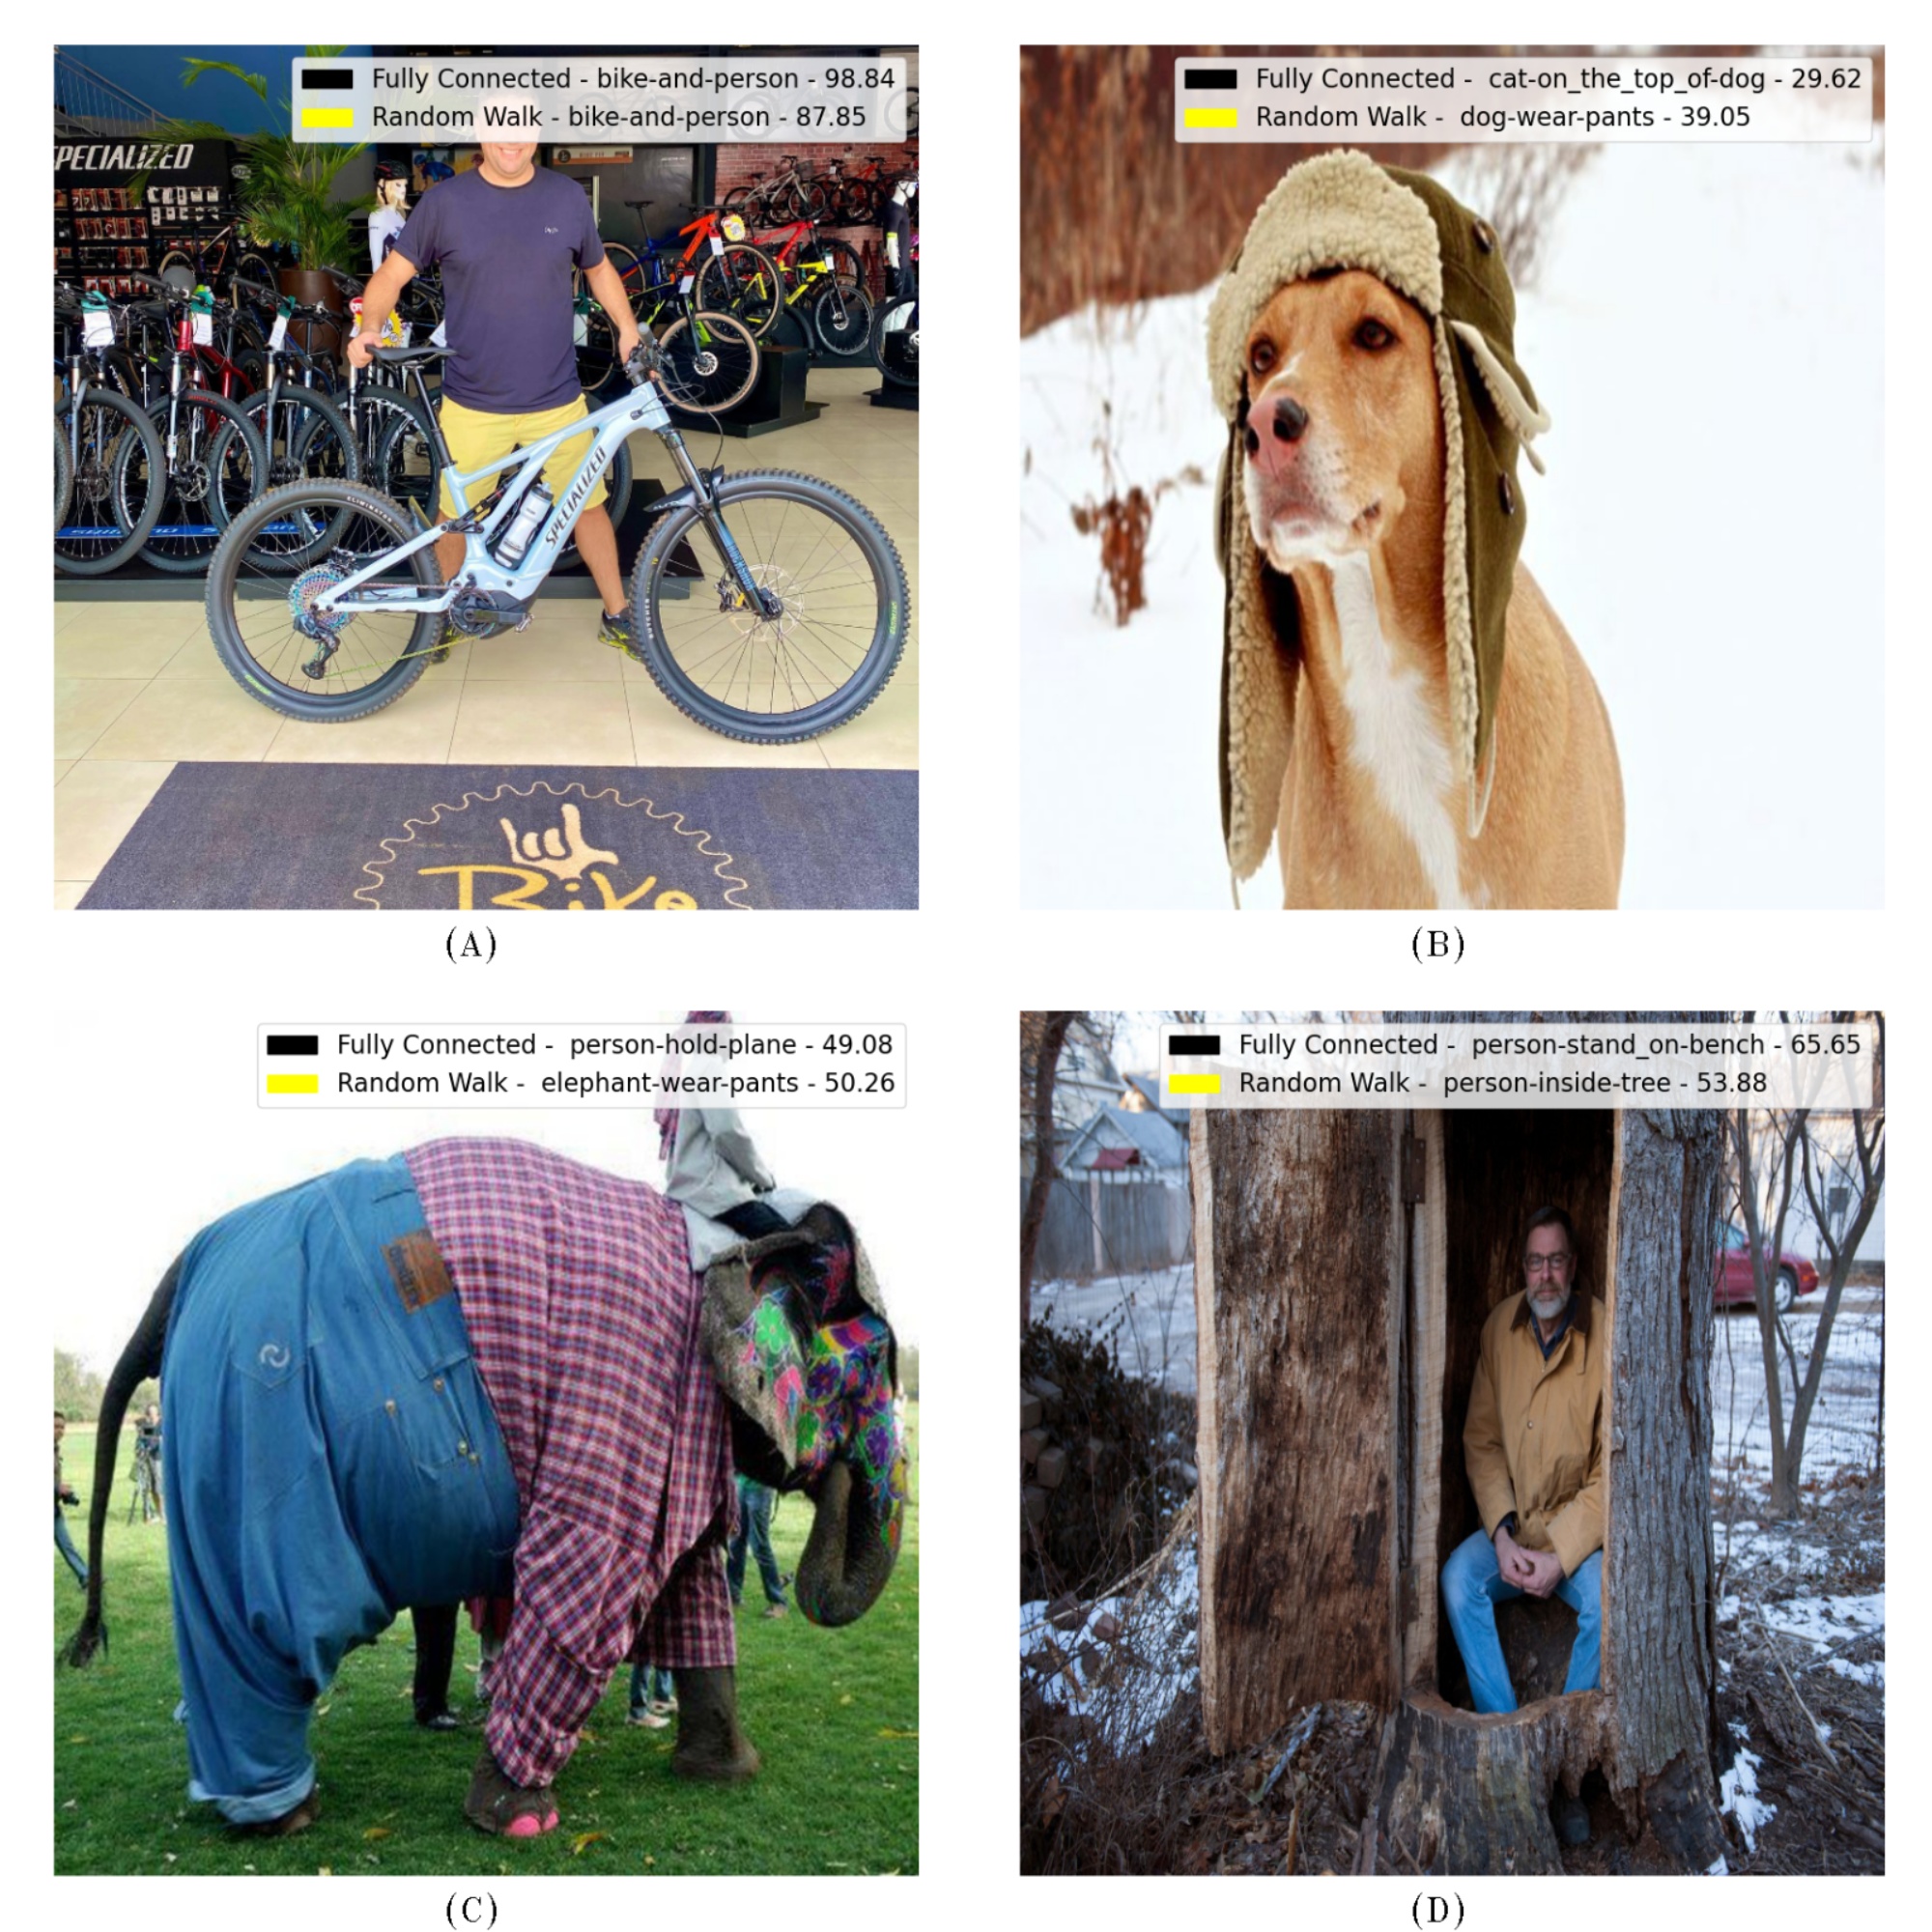 Fully Connected - bike-and-person - 98.84
Random Walk - bike-and-person - 87.85
PECIALIZED
SPECIALIZED
Bike
(A)
Fully Connected -  cat-on_the_top_of-dog - 29.62
Random Walk -  dog-wear-pants - 39.05
(B)
Fully Connected -  person-hold-plane - 49.08
Random Walk -  elephant-wear-pants - 50.26
(C)
Fully Connected -  person-stand_on-bench - 65.65
Random Walk -  person-inside-tree - 53.88
(D)